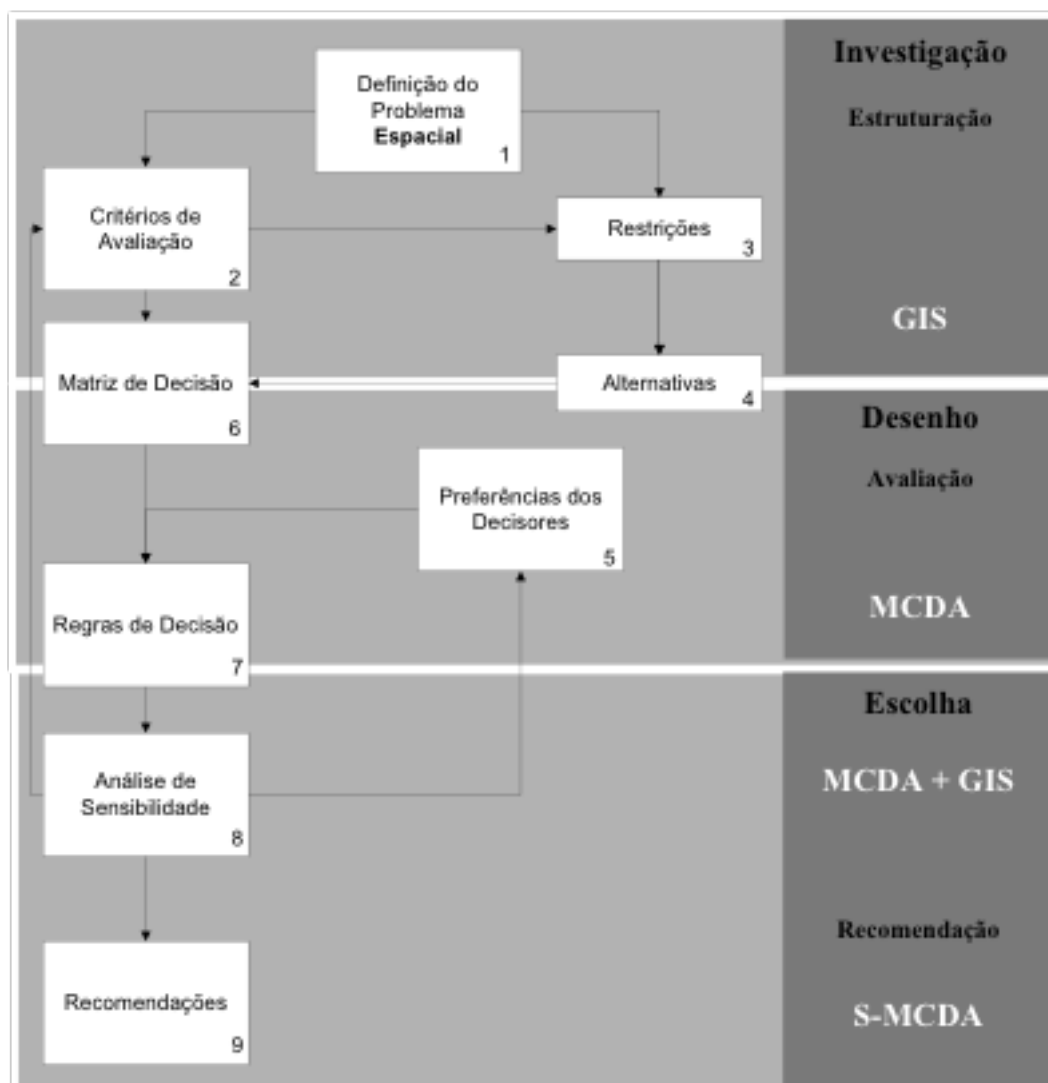 Definição do
Problema
Espacial
1
Critérios de
Avaliação
2
Restrições
3
Matriz de Decisão
6
Alternativas
4
Preferências dos
Decisores
5
Regras de Decisão
7
Análise de
Sensibilidade
8
Recomendações
9
Investigação
Estruturação
GIS
Desenho
Avaliação
MCDA
Escolha
MCDA + GIS
Recomendação
S-MCDA